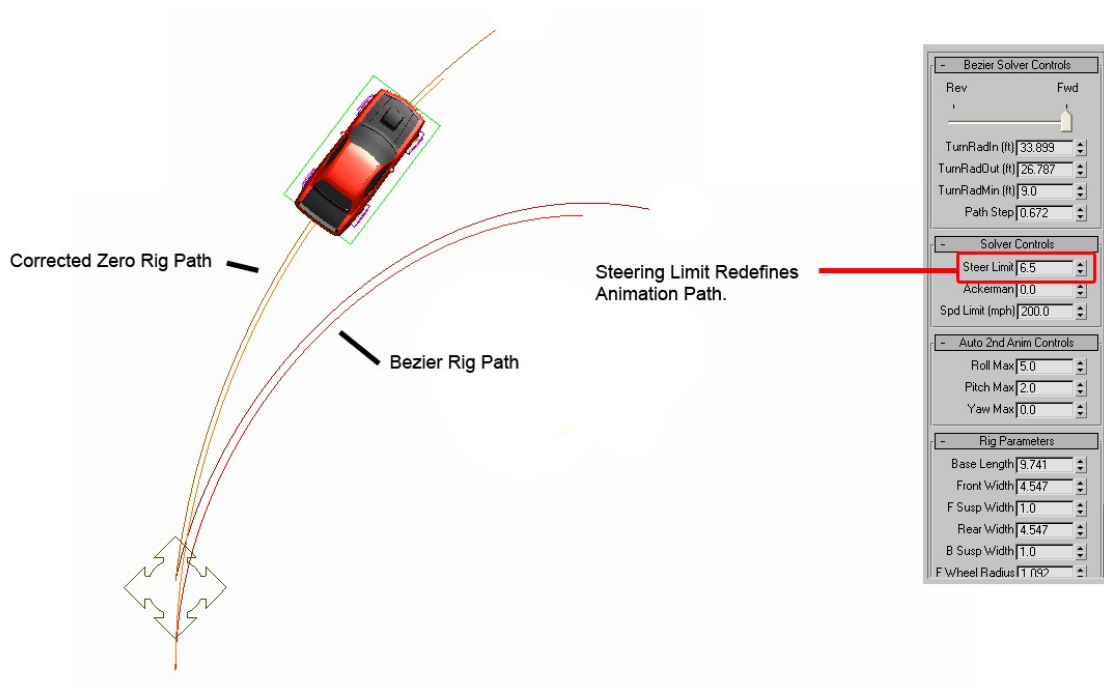 Corrected Zero Rig Path
Bezier Rig Path
Steering Limit Redefines
Animation Path.
- Bezier Solver Controls
Rev Fwd
TurnRadIn (ft) 33.899
TurnRadOut (ft) 26.787
TurnRadMin (ft) 9.0
Path Step 0.672
- Solver Controls
Steer Limit 6.5
Ackerman 0.0
Spd Limit (mph) 200.0
- Auto 2nd Anim Controls
Roll Max 5.0
Pitch Max 2.0
Yaw Max 0.0
- Rig Parameters
Base Length 9.741
Front Width 4.547
F Susp Width 1.0
Rear Width 4.547
B Susp Width 1.0
F Wheel Radius 1.092